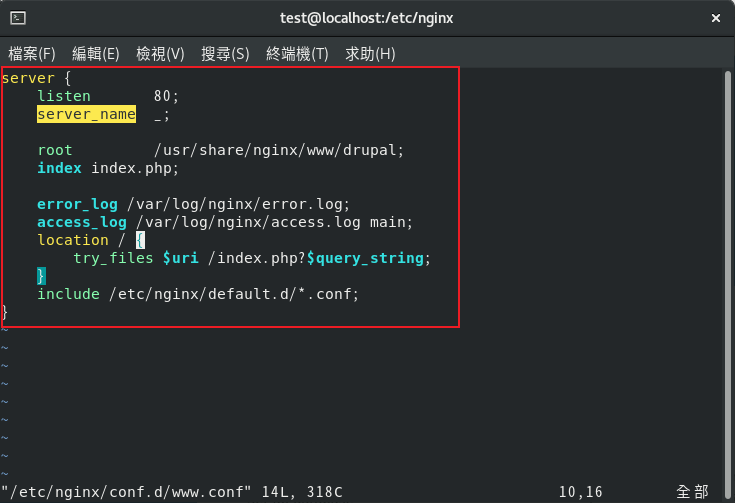 test@localhost:/etc/nginx ×
檔案(F) 編輯(E) 檢視(V) 搜尋(S) 終端機(T) 求助(H)
server {
    listen       80;
    server_name  _;

    root         /usr/share/nginx/www/drupal;
    index index.php;

    error_log /var/log/nginx/error.log;
    access_log /var/log/nginx/access.log main;
    location / {
        try_files $uri /index.php?$query_string;
    }
    include /etc/nginx/default.d/*.conf;
}
~
~
~
~
~
~
~
~
~
"/etc/nginx/conf.d/www.conf" 14L, 318C 10,16 全部